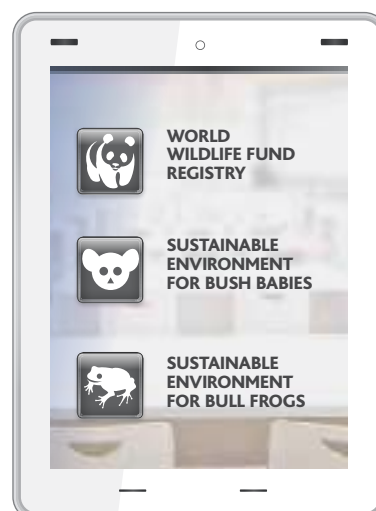 WORLD
WILDLIFE FUND
REGISTRY
SUSTAINABLE
ENVIRONMENT
FOR BUSH BABIES
SUSTAINABLE
ENVIRONMENT
FOR BULL FROGS